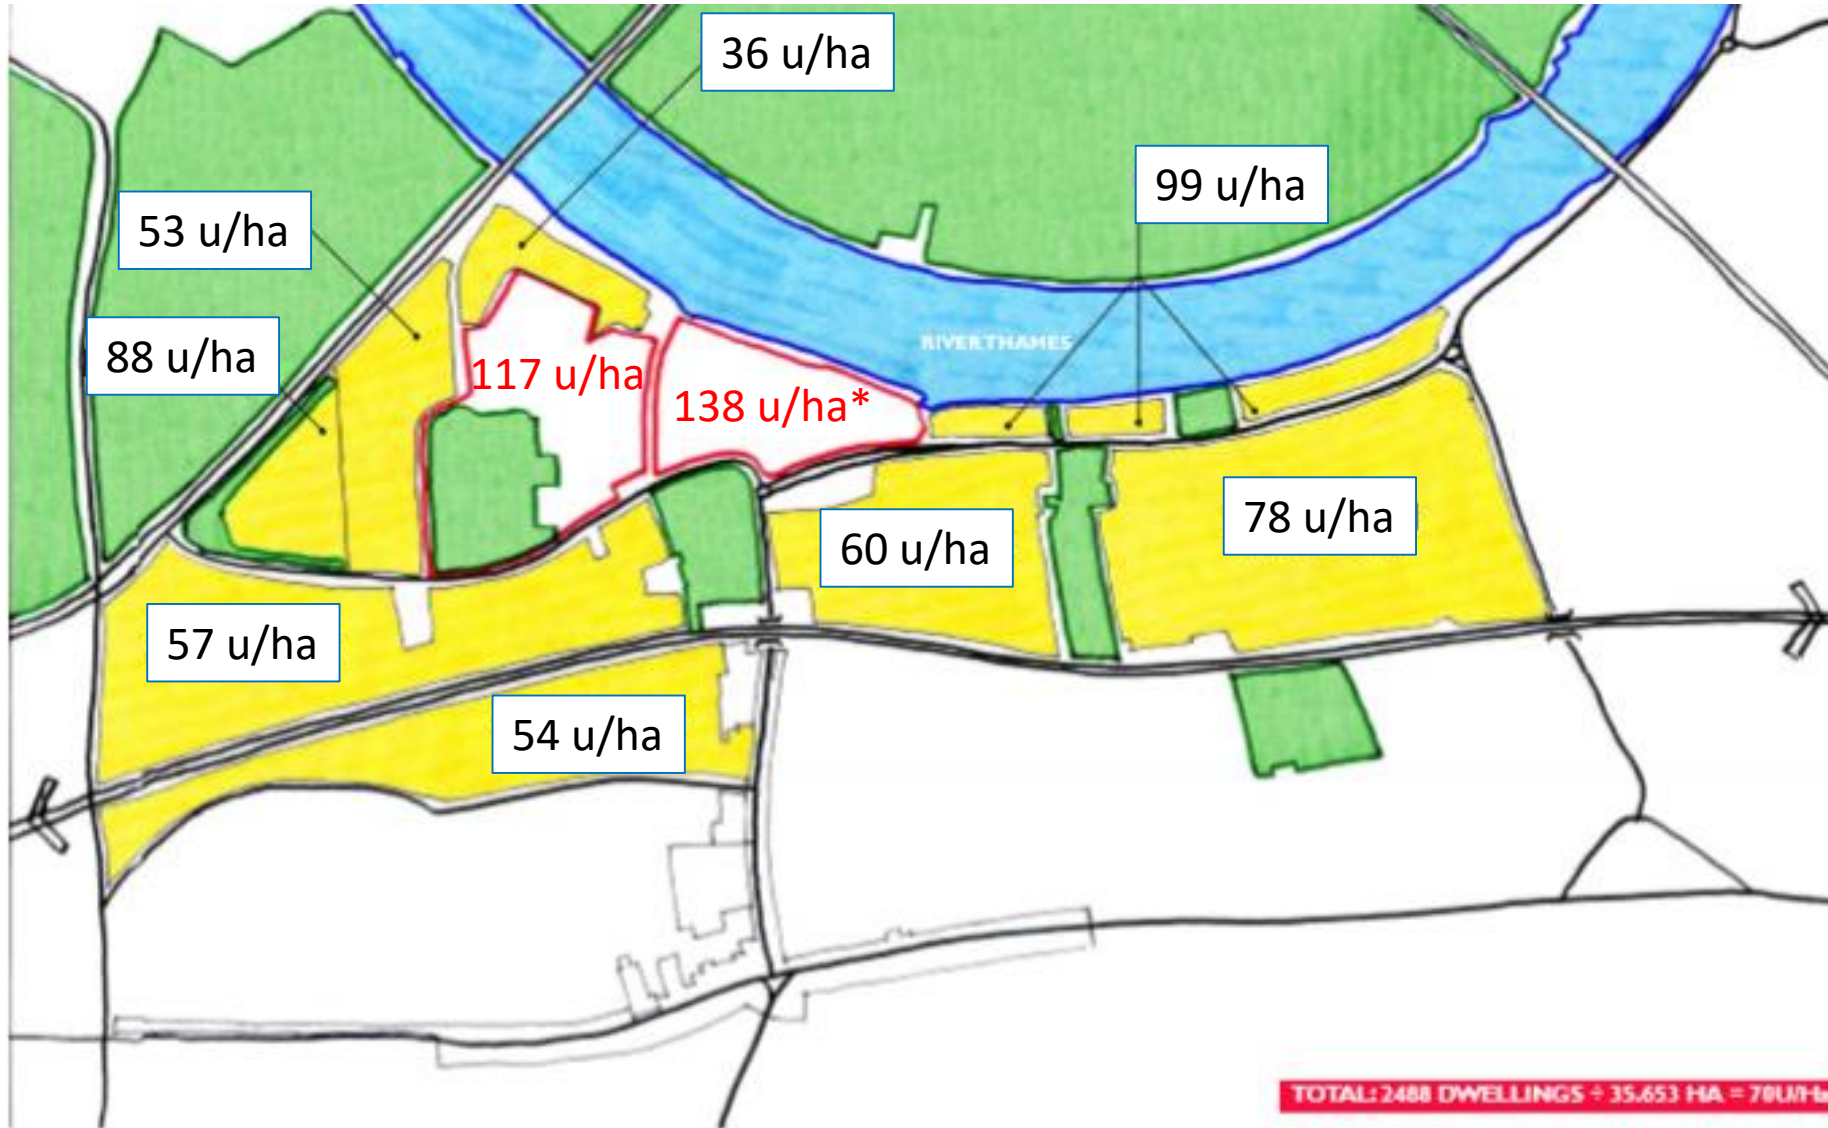 36 u/ha
99 u/ha
53 u/ha
88 u/ha
RIVER THAMES
117 u/ha
138 u/ha*
78 u/ha
60 u/ha
57 u/ha
54 u/ha
TOTAL: 2488 DWELLINGS ÷ 35.653 HA = 70U/Ha